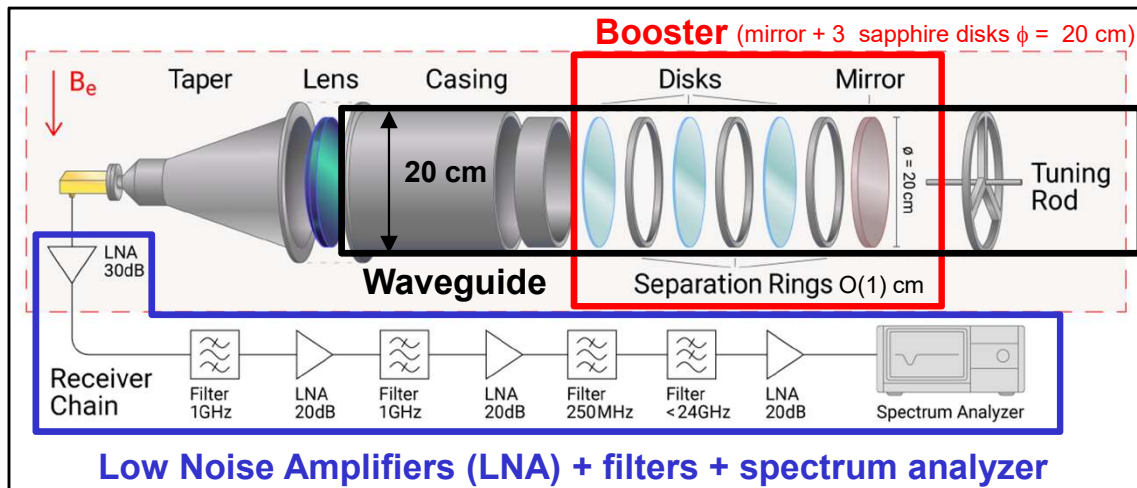 Booster (mirror + 3 sapphire disks ϕ = 20 cm)
B_e
Taper
Lens
Casing
Disks
Mirror
20 cm
ø = 20 cm
Tuning
Rod
LNA
30dB
Waveguide
Separation Rings O(1) cm
Receiver
Chain
Filter
1GHz
LNA
20dB
Filter
1GHz
LNA
20dB
Filter
250MHz
Filter
<24GHz
LNA
20dB
Spectrum Analyzer
Low Noise Amplifiers (LNA) + filters + spectrum analyzer